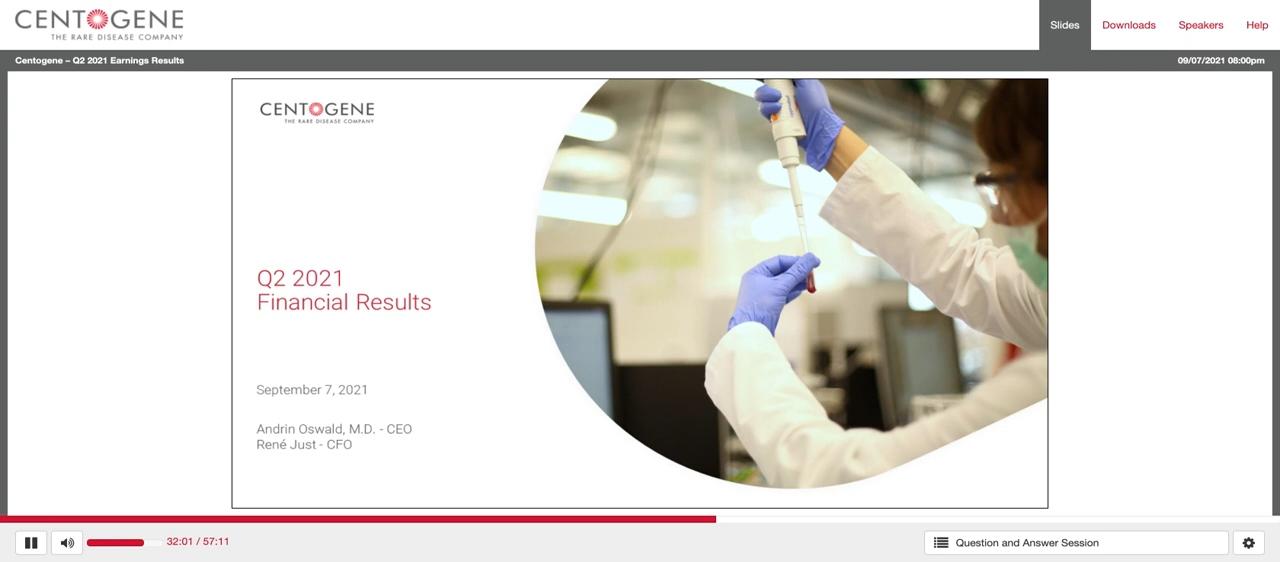 CENTOGENE
THE RARE DISEASE COMPANY
Slides
Downloads
Speakers
Help
Centogene – Q2 2021 Earnings Results
09/07/2021 08:00pm
CENTOGENE
THE RARE DISEASE COMPANY
Q2 2021
Financial Results
September 7, 2021
Andrin Oswald, M.D. - CEO
René Just - CFO
32:01 / 57:11
Question and Answer Session